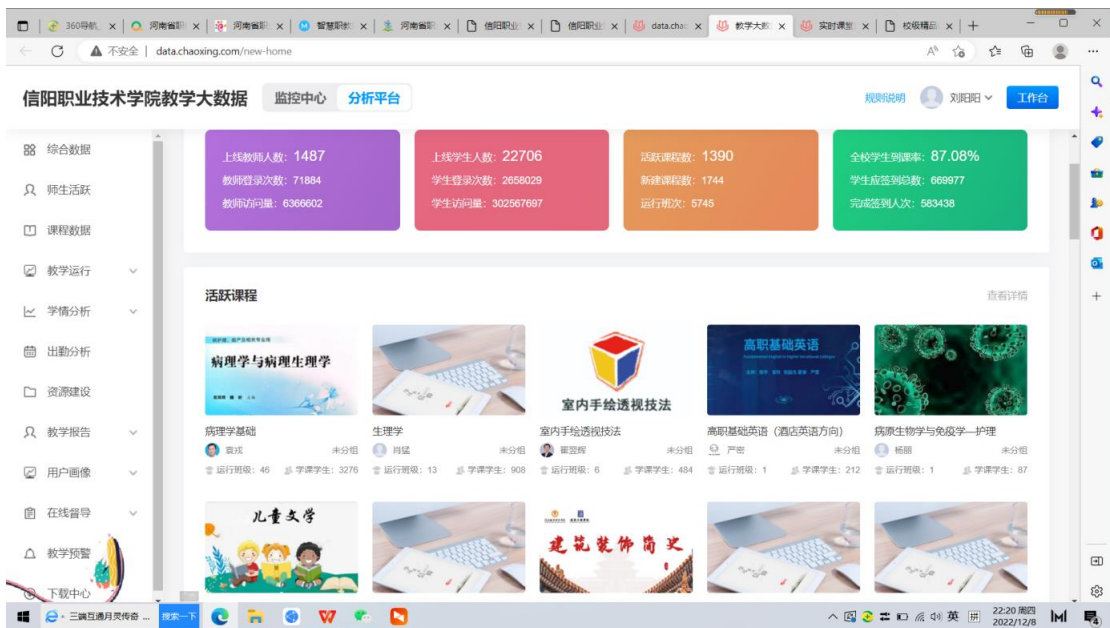 360导航
河南省职
河南省职
智慧职教
河南省职
信阳职业
信阳职业
data.chao
教学大数
实时课堂
校级精品
不安全 | data.chaoxing.com/new-home
信阳职业技术学院教学大数据
监控中心
分析平台
规则说明
刘阳阳
工作台
综合数据
师生活跃
课程数据
教学运行
学情分析
出勤分析
资源建设
教学报告
用户画像
在线督导
教学预警
下载中心
上线教师人数: 1487
教师登录次数: 71884
教师访问量: 6366602
上线学生人数: 22706
学生登录次数: 2658029
学生访问量: 302567697
活跃课程数: 1390
新建课程数: 1744
运行班次: 5745
全校学生到课率: 87.08%
学生应签到总数: 669977
完成签到人次: 583438
活跃课程
查看详情
病理学与病理生理学
室内手绘透视技法
高职基础英语
病理学基础
袁戎
未分组
运行班级: 46
学课学生: 3276
生理学
肖猛
未分组
运行班级: 13
学课学生: 908
室内手绘透视技法
翟翌辉
未分组
运行班级: 6
学课学生: 484
高职基础英语（酒店英语方向）
严密
未分组
运行班级: 1
学课学生: 212
病原生物学与免疫学—护理
杨丽
未分组
运行班级: 1
学课学生: 87
儿童文学
建筑装饰简史
三端互通月灵传奇 ...
搜索一下
英
拼
22:20 周四
2022/12/8